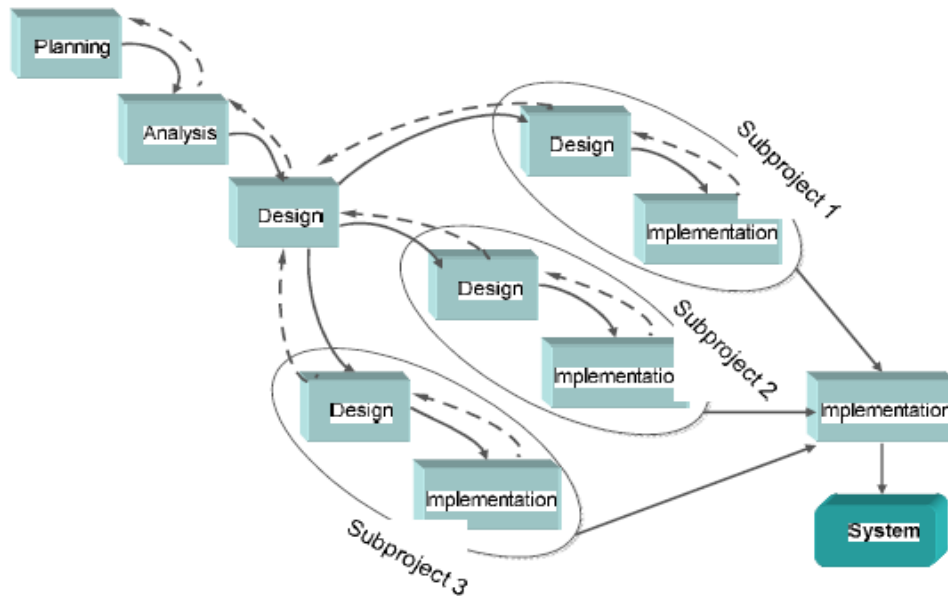 Planning
Analysis
Design
Design
Implementation
Subproject 1
Design
Implementatio
Subproject 2
Design
Implementation
Subproject 3
Implementation
System